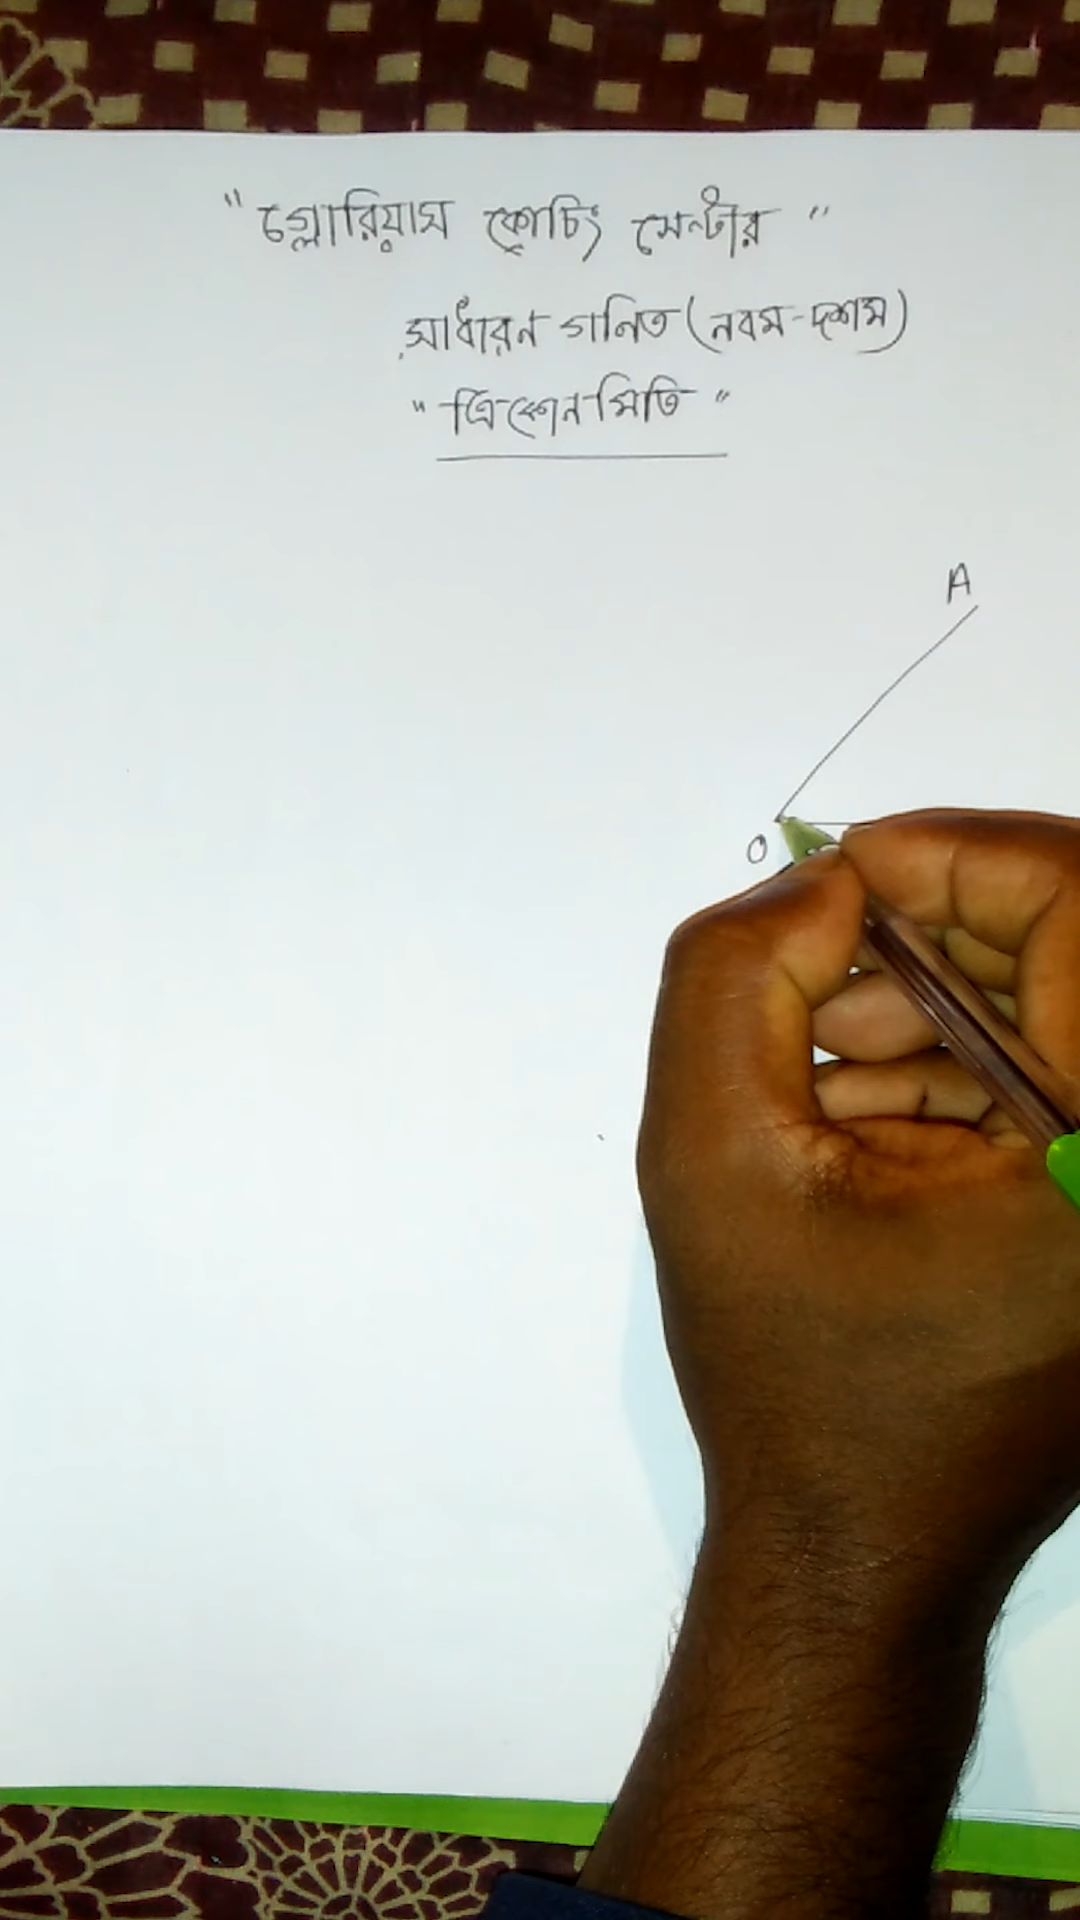 " গ্লোরিয়াস কোচিং সেন্টার "
সাধারন গনিত (নবম-দশম)
" ত্রিকোনমিতি "
A
O